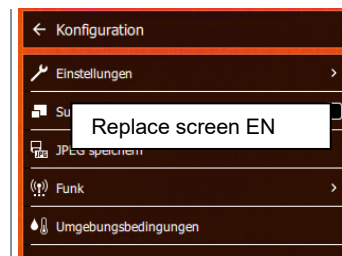 Konfiguration
Einstellungen
Su
Replace screen EN
JPEG speichern
Funk
Umgebungsbedingungen